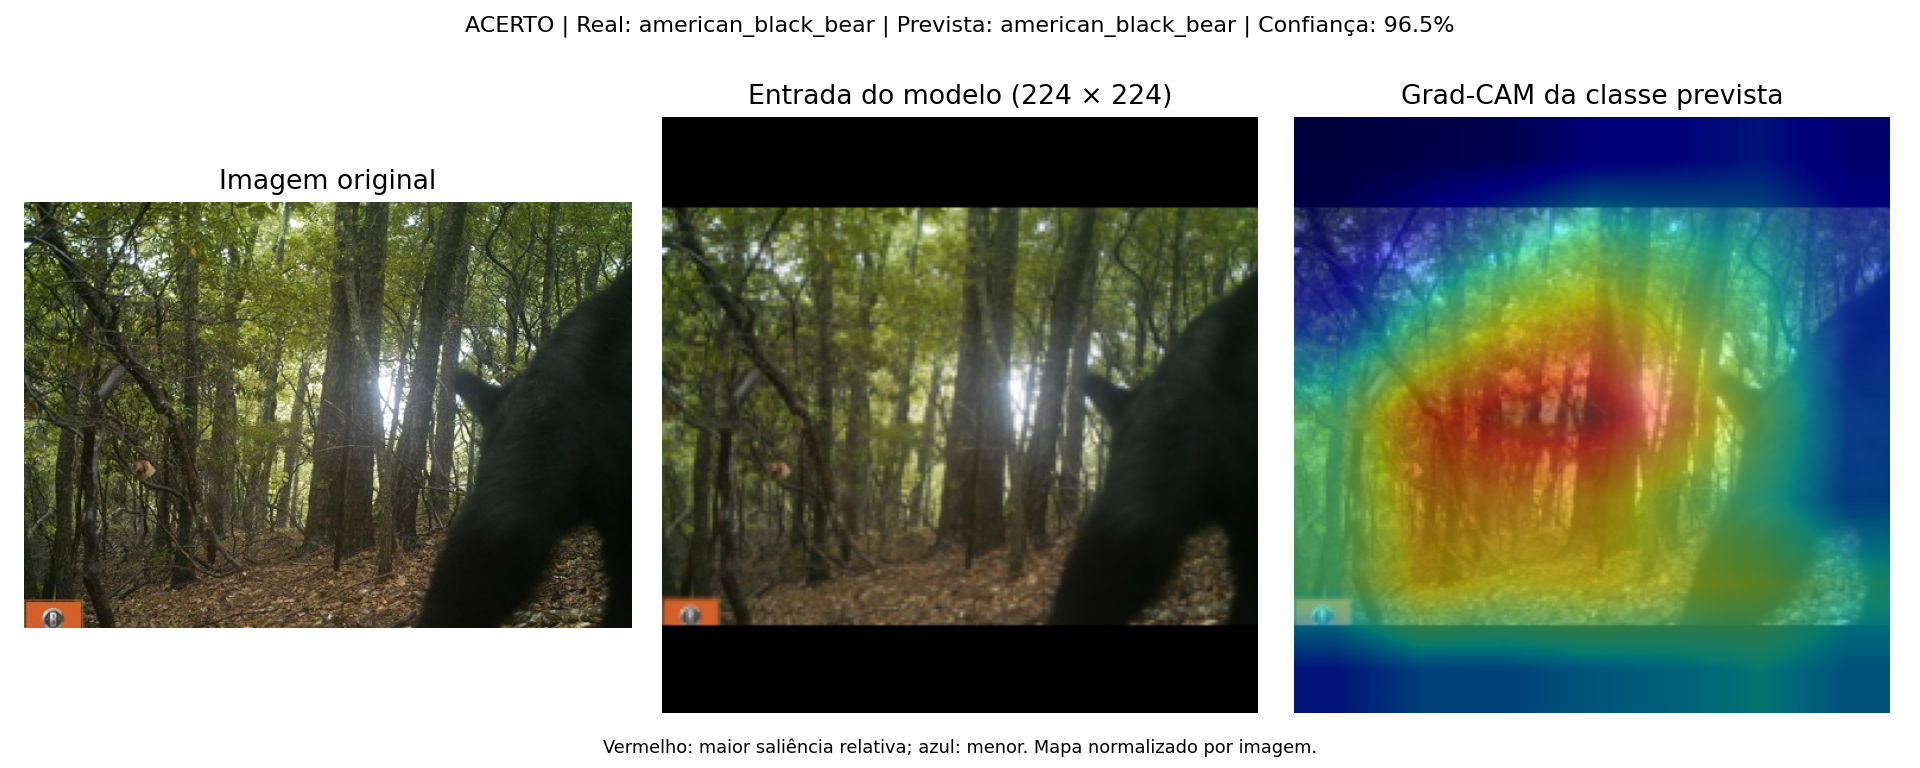 ACERTO | Real: american_black_bear | Prevista: american_black_bear | Confiança: 96.5%
Imagem original
Entrada do modelo (224 × 224)
Grad-CAM da classe prevista
Vermelho: maior saliência relativa; azul: menor. Mapa normalizado por imagem.